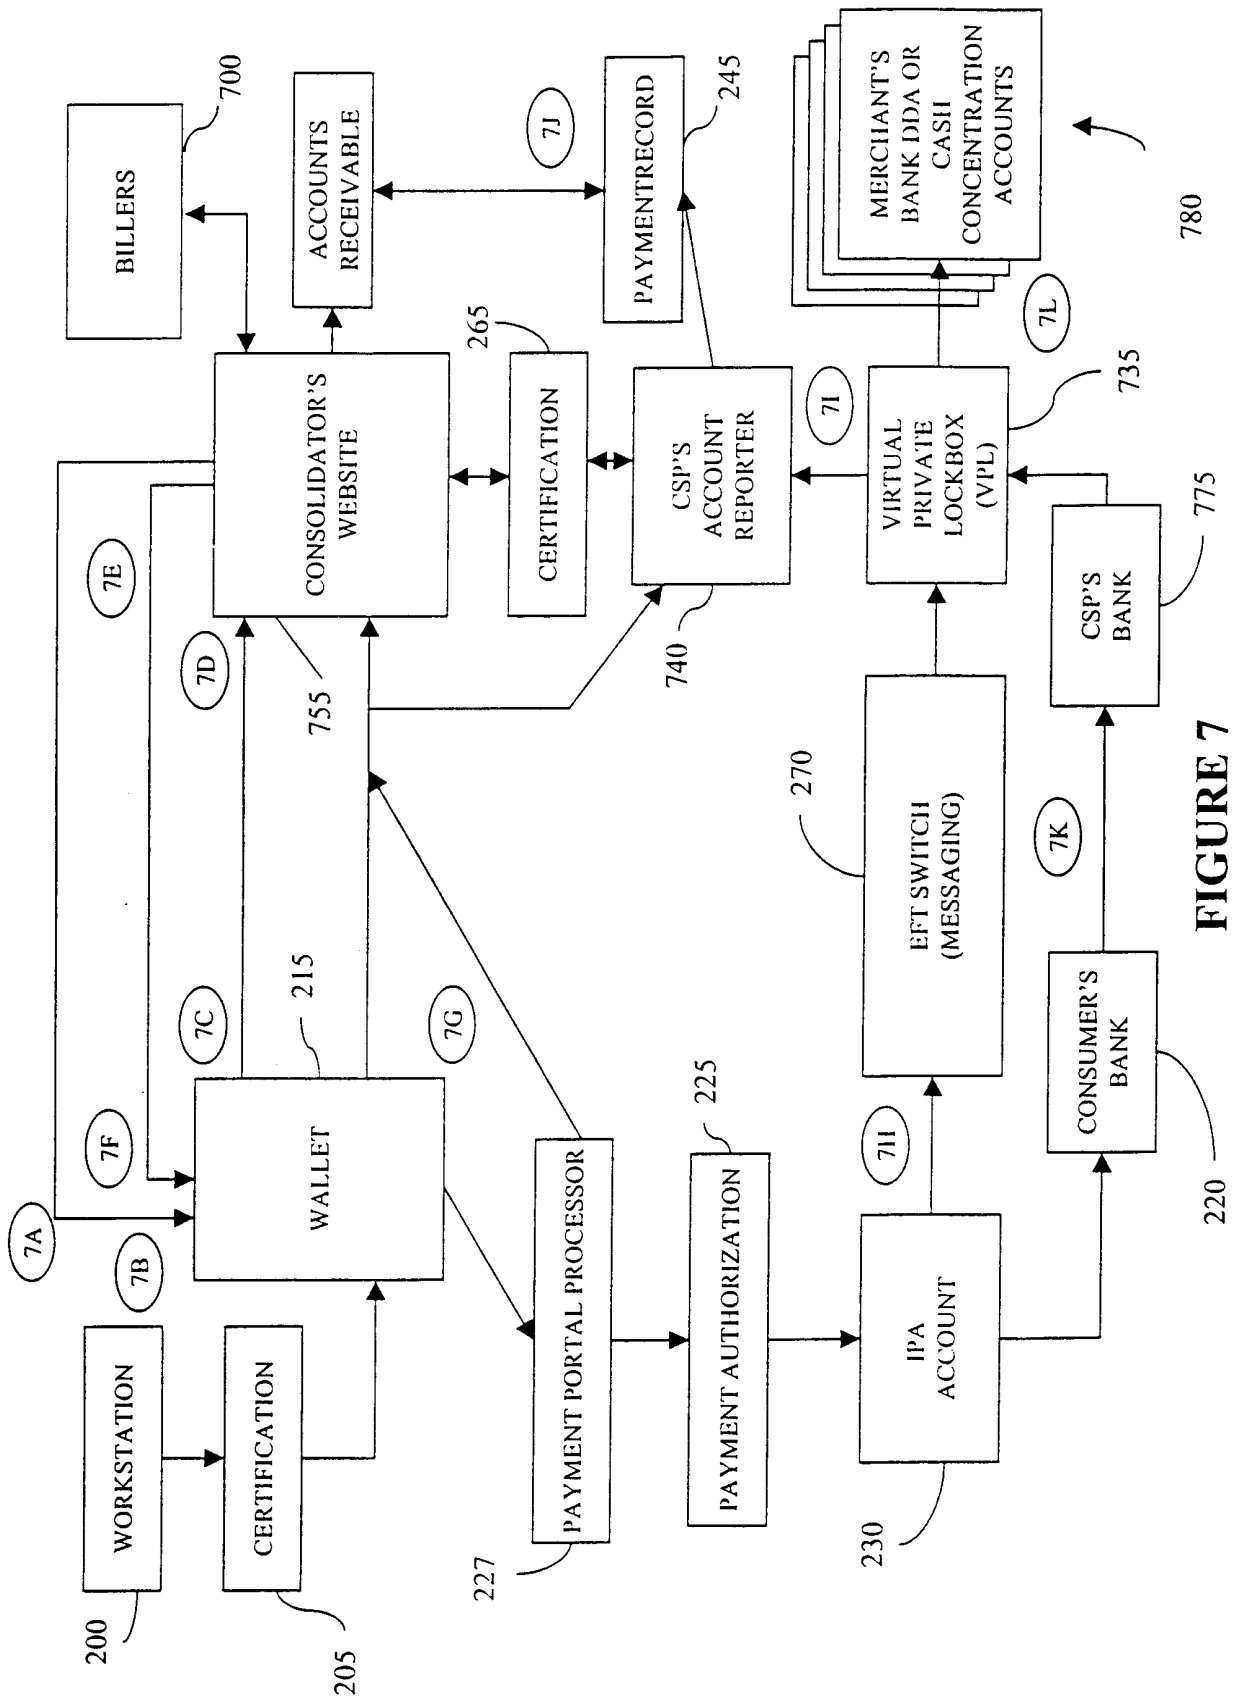 BILLERS
700
7A
7B
7F
7E
7C
7D
WORKSTATION
200
CERTIFICATION
205
WALLET
215
CONSOLIDATOR'S
WEBSITE
755
ACCOUNTS
RECEIVABLE
7G
265
CERTIFICATION
7J
PAYMENT PORTAL PROCESSOR
227
PAYMENTRECORD
245
CSP'S
ACCOUNT
REPORTER
740
PAYMENT AUTHORIZATION
225
7I
7H
270
IPA
ACCOUNT
230
EFT SWITCH
(MESSAGING)
VIRTUAL
PRIVATE
LOCKBOX
(VPL)
735
MERCHANT'S
BANK DDA OR
CASH
CONCENTRATION
ACCOUNTS
7L
780
7K
CONSUMER'S
BANK
220
CSP'S
BANK
775
FIGURE 7